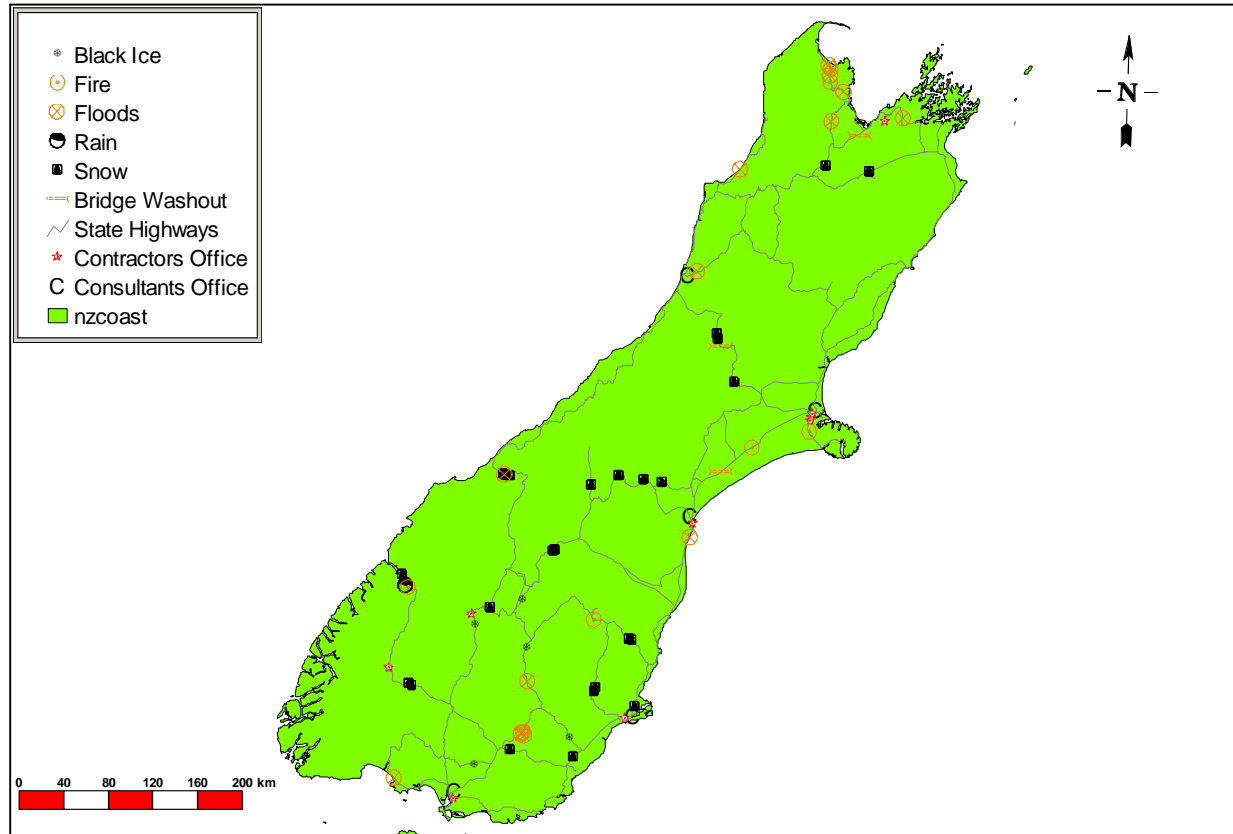 Black Ice
Fire
Floods
Rain
Snow
Bridge Washout
State Highways
Contractors Office
C Consultants Office
nzcoast
N
C
C
C
C
C
0 40 80 120 160 200 km